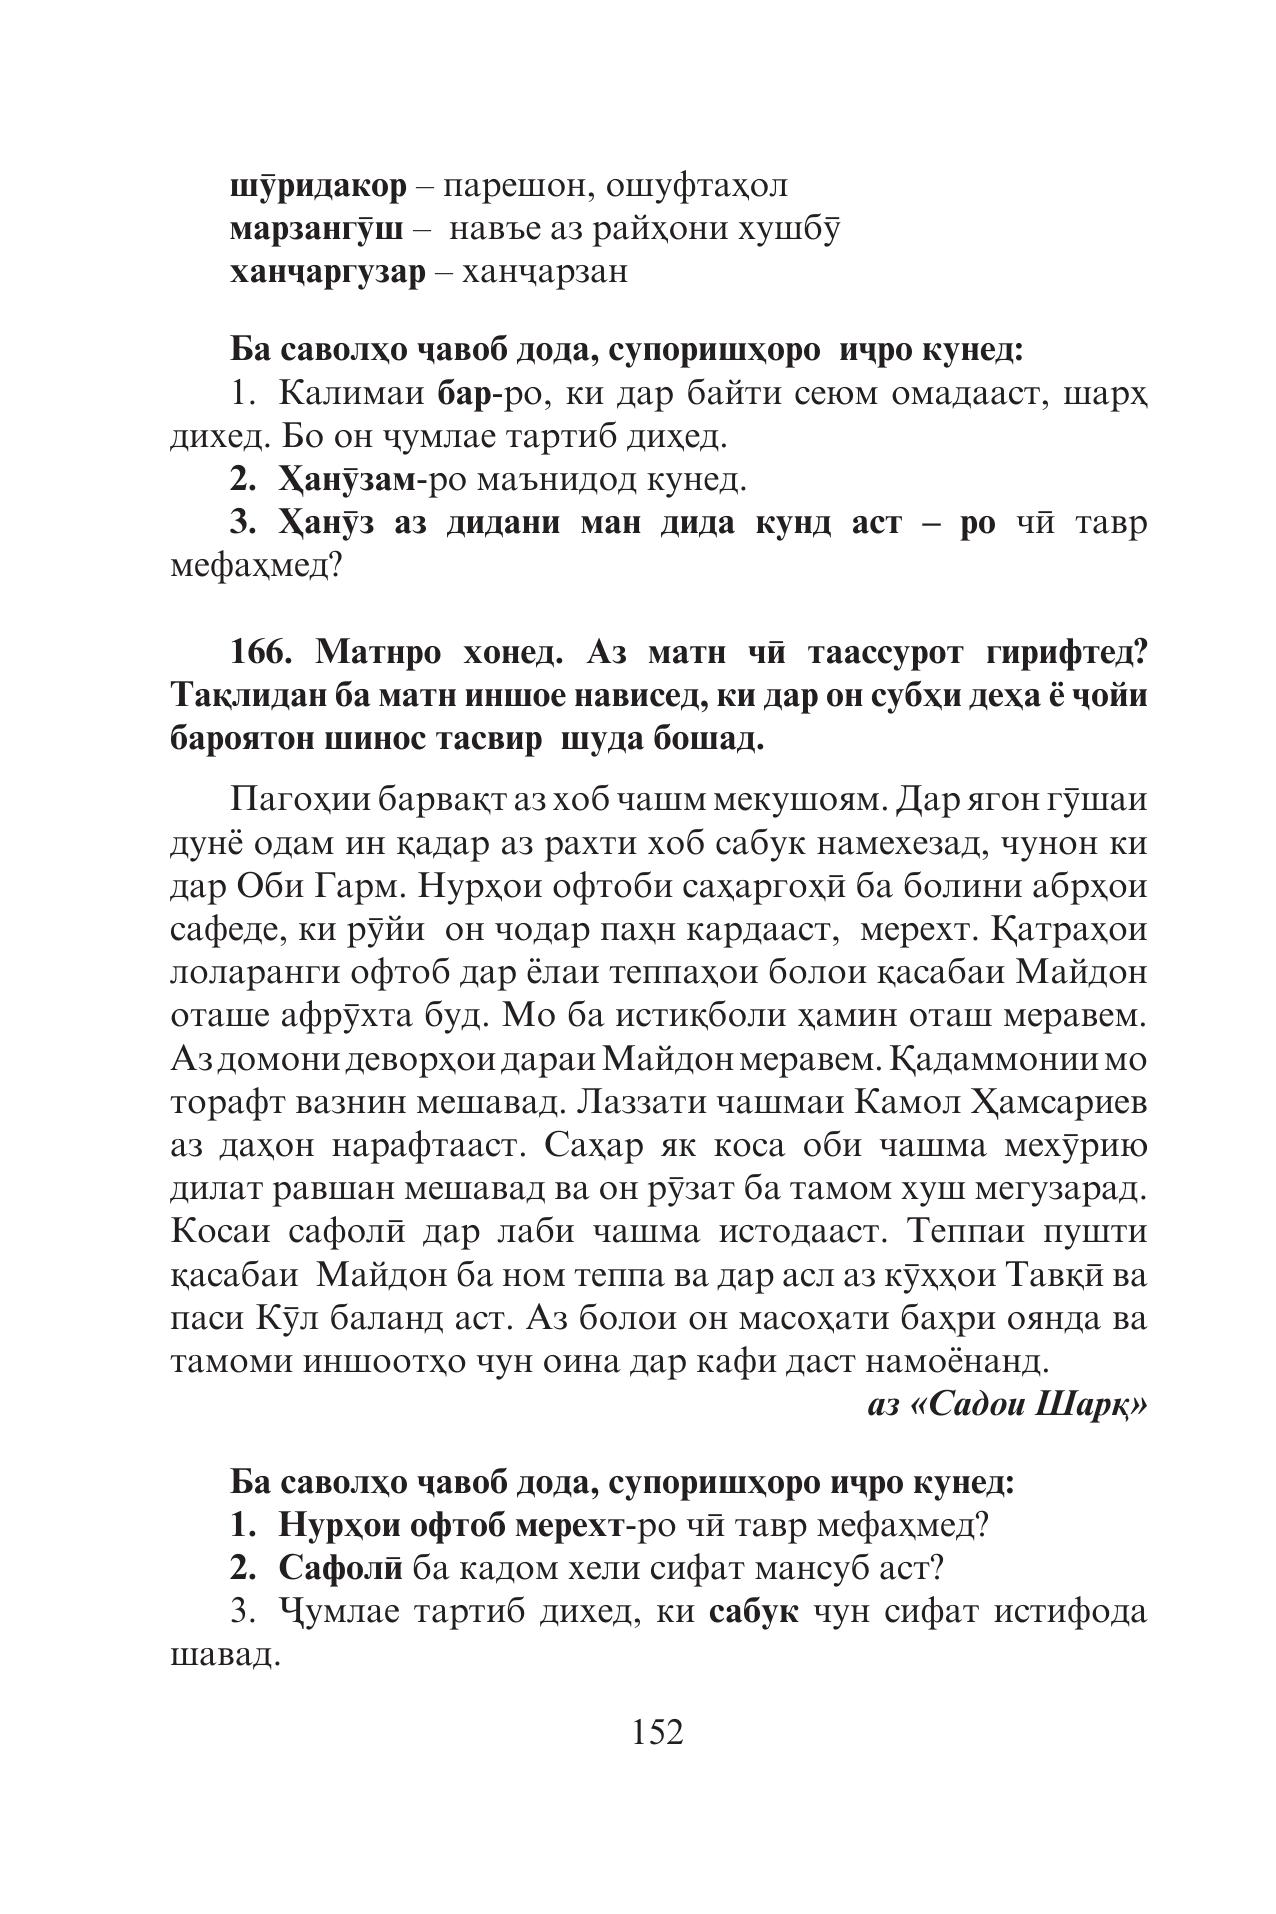 шӯридакор – парешон, ошуфтаҳол
марзангӯш – навъе аз райҳони хушбӯ
ханҷаргузар – ханҷарзан
Ба саволҳо ҷавоб дода, супоришҳоро иҷро кунед:
1. Калимаи бар-ро, ки дар байти сеюм омадааст, шарҳ
дихед. Бо он ҷумлае тартиб диҳед.
2. Ҳанӯзам-ро маънидод кунед.
3. Ҳанӯз аз дидани ман дида кунд аст – ро чӣ тавр
мефаҳмед?
166. Матнро хонед. Аз матн чӣ таассурот гирифтед?
Тақлидан ба матн иншое нависед, ки дар он субҳи деҳа ё ҷойи
бароятон шинос тасвир шуда бошад.
Пагоҳии барвақт аз хоб чашм мекушоям. Дар ягон гӯшаи
дунё одам ин қадар аз рахти хоб сабук намехезад, чунон ки
дар Оби Гарм. Нурҳои офтоби саҳаргоҳӣ ба болини абрҳои
сафеде, ки рӯйи он чодар паҳн кардааст, мерехт. Қатраҳои
лоларанги офтоб дар ёлаи теппаҳои болои қасабаи Майдон
оташе афрӯхта буд. Мо ба истиқболи ҳамин оташ меравем.
Аз домони деворҳои дараи Майдон меравем. Қадаммонии мо
торафт вазнин мешавад. Лаззати чашмаи Камол Ҳамсариев
аз даҳон нарафтааст. Саҳар як коса оби чашма мехӯрию
дилат равшан мешавад ва он рӯзат ба тамом хуш мегузарад.
Косаи сафолӣ дар лаби чашма истодааст. Теппаи пушти
қасабаи Майдон ба ном теппа ва дар асл аз кӯҳҳои Тавқӣ ва
паси Кӯл баланд аст. Аз болои он масоҳати баҳри оянда ва
тамоми иншоотҳо чун оина дар кафи даст намоёнанд.
аз «Садои Шарқ»
Ба саволҳо ҷавоб дода, супоришҳоро иҷро кунед:
1. Нурҳои офтоб мерехт-ро чӣ тавр мефаҳмед?
2. Сафолӣ ба кадом хели сифат мансуб аст?
3. Ҷумлае тартиб дихед, ки сабук чун сифат истифода
шавад.
152